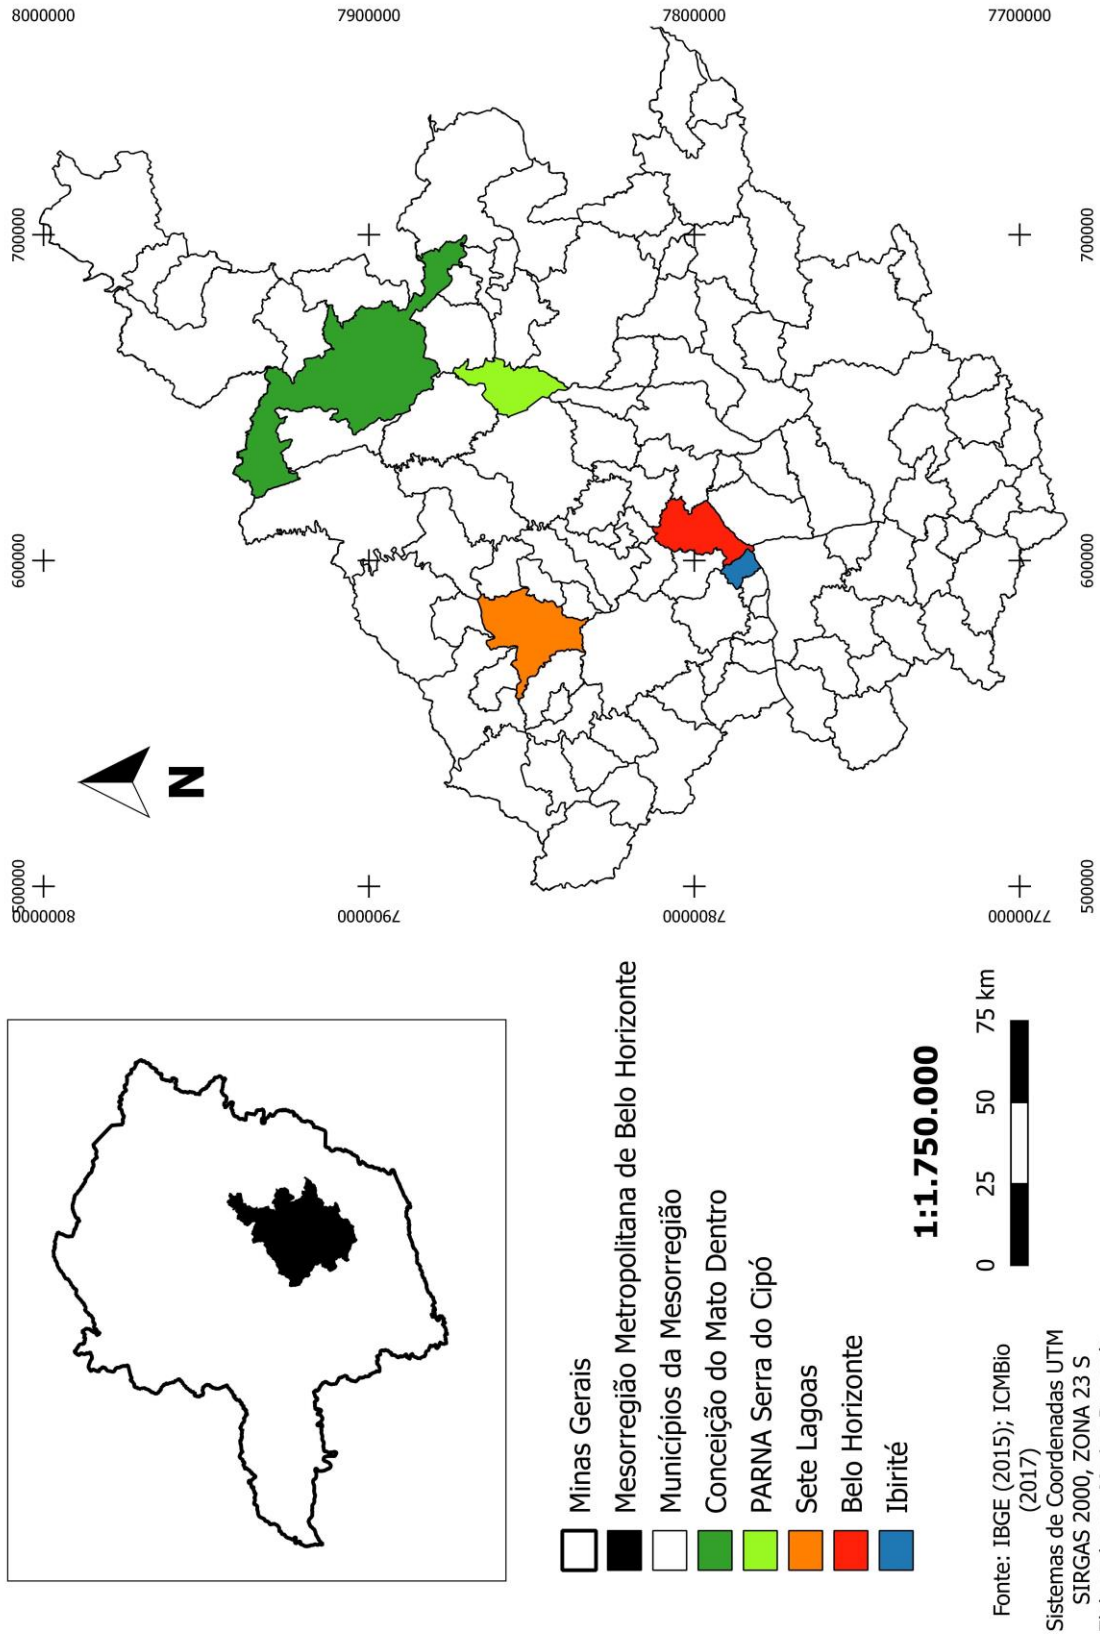 8000000
7900000
7800000
7700000
700000
700000
600000
600000
500000
500000
8000000
7900000
7800000
7700000
N
Minas Gerais
Mesorregião Metropolitana de Belo Horizonte
Municípios da Mesorregião
Conceição do Mato Dentro
PARNA Serra do Cipó
Sete Lagoas
Belo Horizonte
Ibirité
1:1.750.000
0 25 50 75 km
Fonte: IBGE (2015); ICMBio
(2017)
Sistemas de Coordenadas UTM
SIRGAS 2000, ZONA 23 S